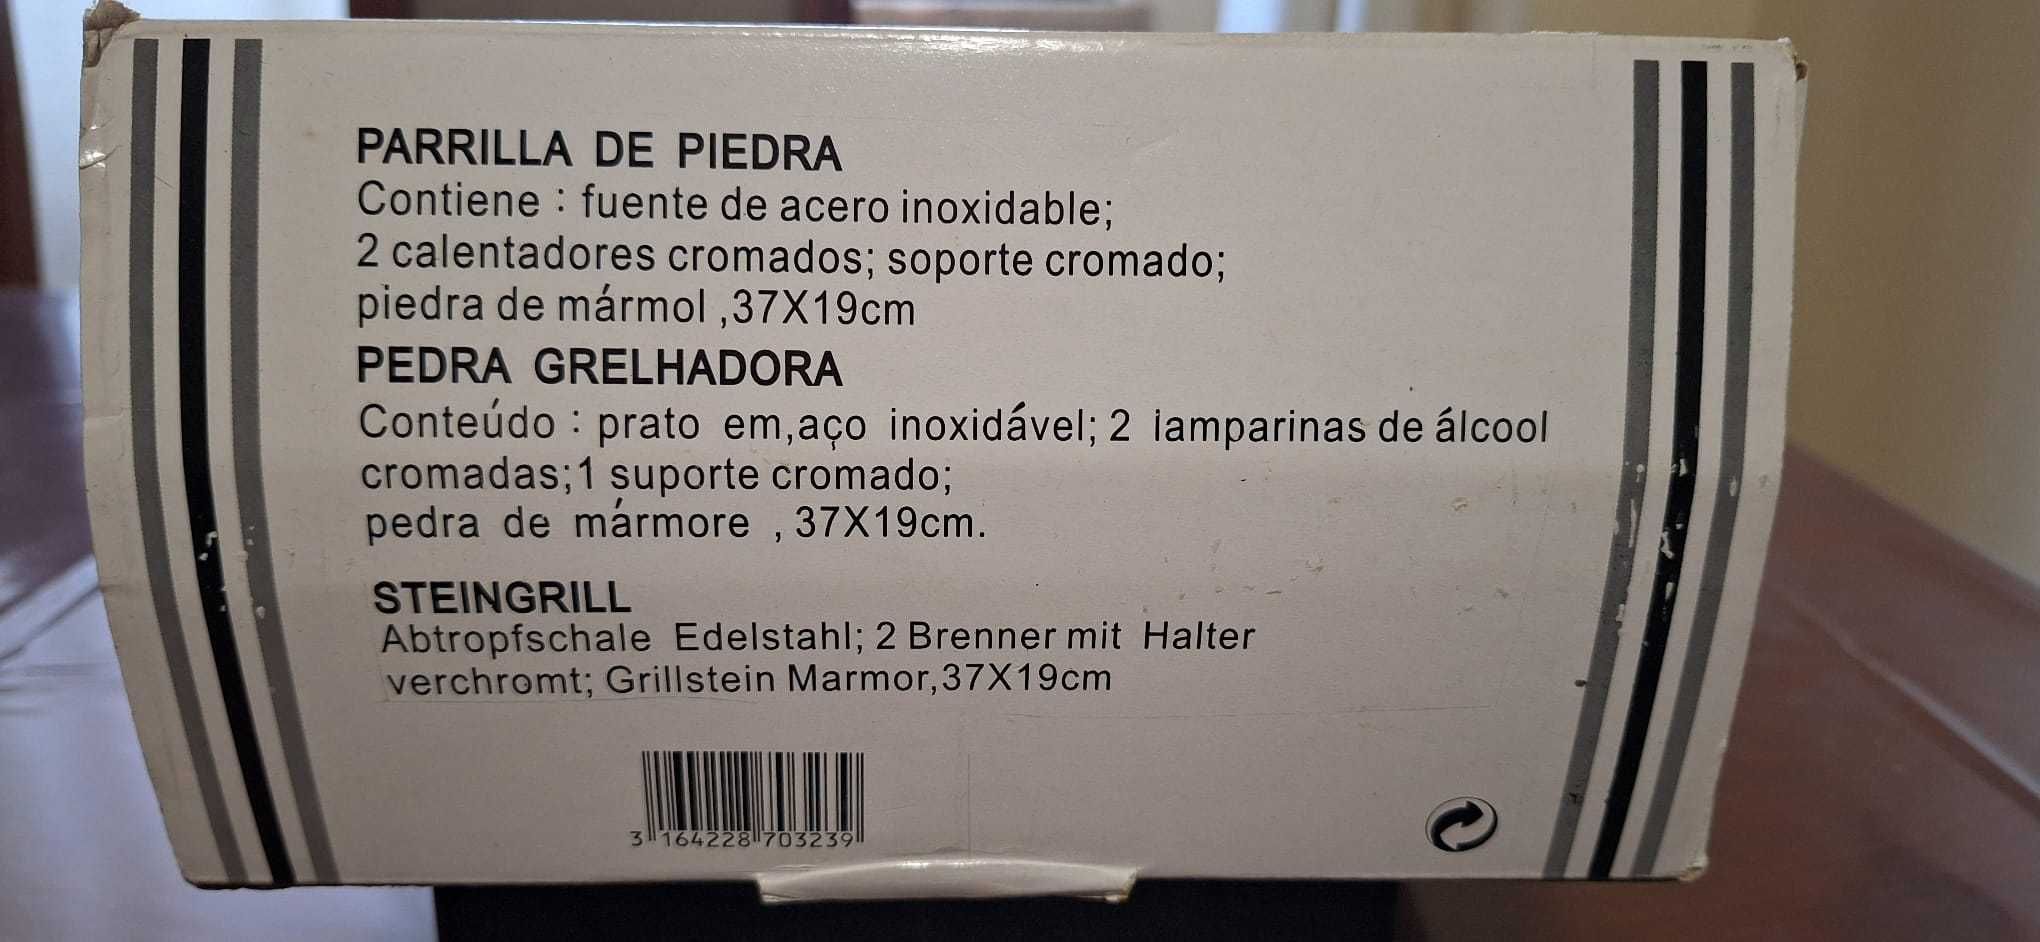 PARRILLA DE PIEDRA
Contiene : fuente de acero inoxidable;
2 calentadores cromados; soporte cromado;
piedra de mármol ,37X19cm
PEDRA GRELHADORA
Conteúdo : prato em,aço inoxidável; 2 lamparinas de álcool
cromadas;1 suporte cromado;
pedra de mármore , 37X19cm.
STEINGRILL
Abtropfschale Edelstahl; 2 Brenner mit Halter
verchromt; Grillstein Marmor,37X19cm
3 164228 703239